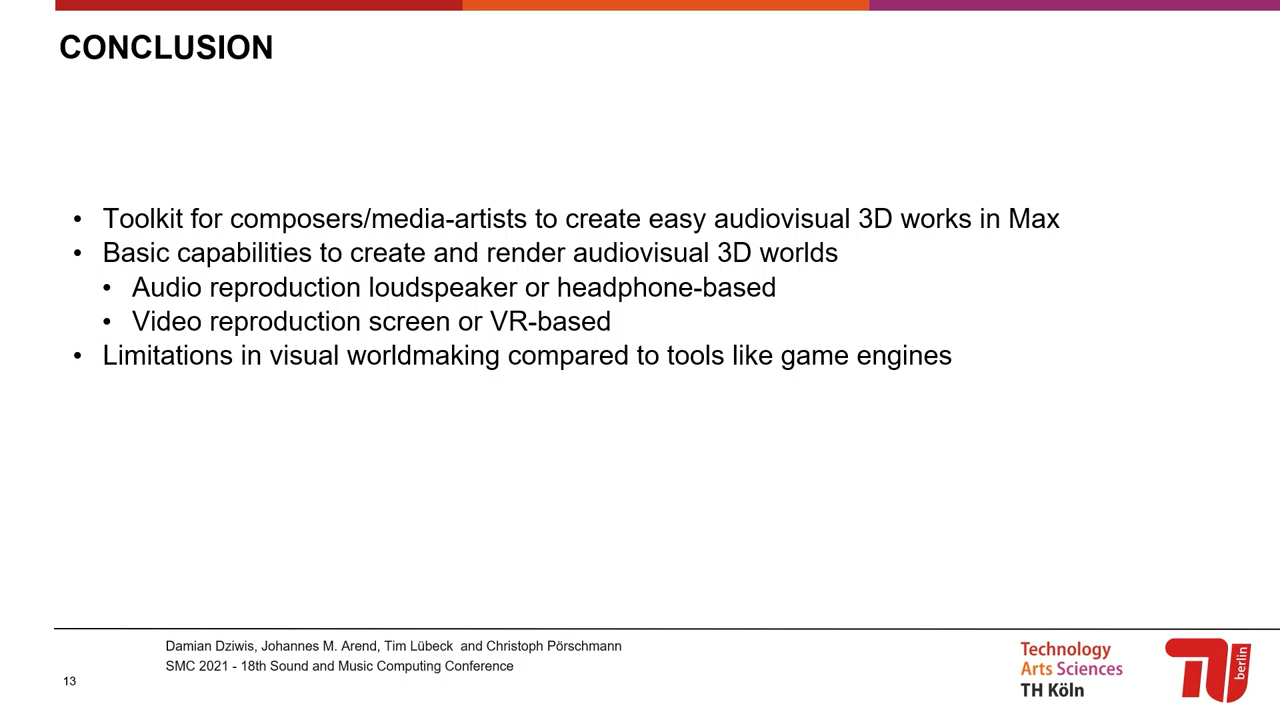 CONCLUSION
• Toolkit for composers/media-artists to create easy audiovisual 3D works in Max
• Basic capabilities to create and render audiovisual 3D worlds
• Audio reproduction loudspeaker or headphone-based
• Video reproduction screen or VR-based
• Limitations in visual worldmaking compared to tools like game engines
Damian Dziwis, Johannes M. Arend, Tim Lübeck and Christoph Pörschmann
SMC 2021 - 18th Sound and Music Computing Conference
13
Technology
Arts Sciences
TH Köln
TU berlin